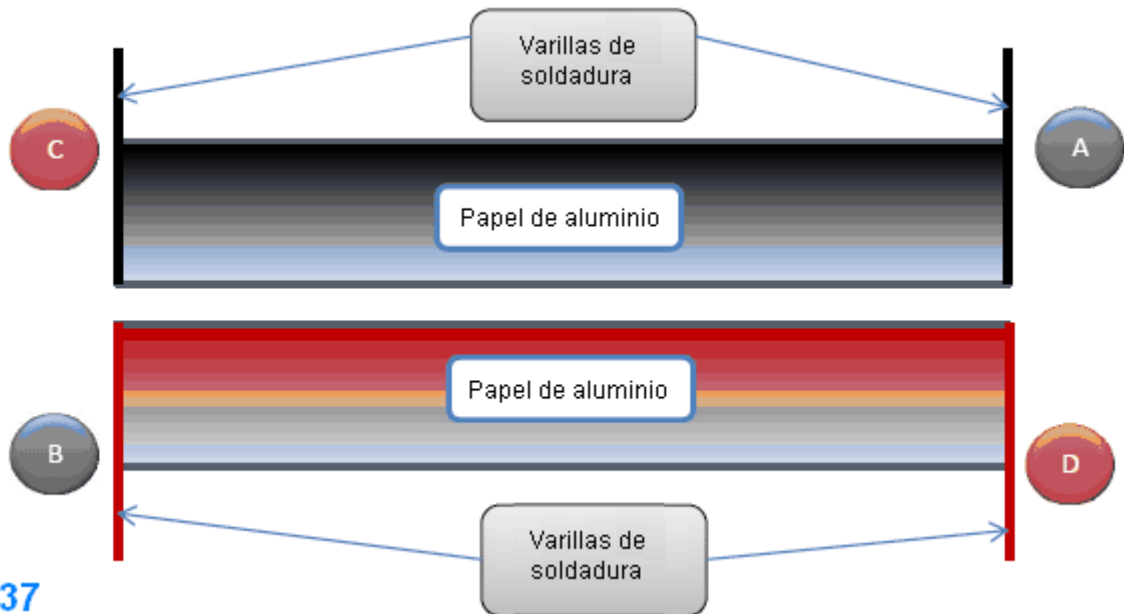 Varillas de
soldadura
C
A
Papel de aluminio
Papel de aluminio
B
D
Varillas de
soldadura
37